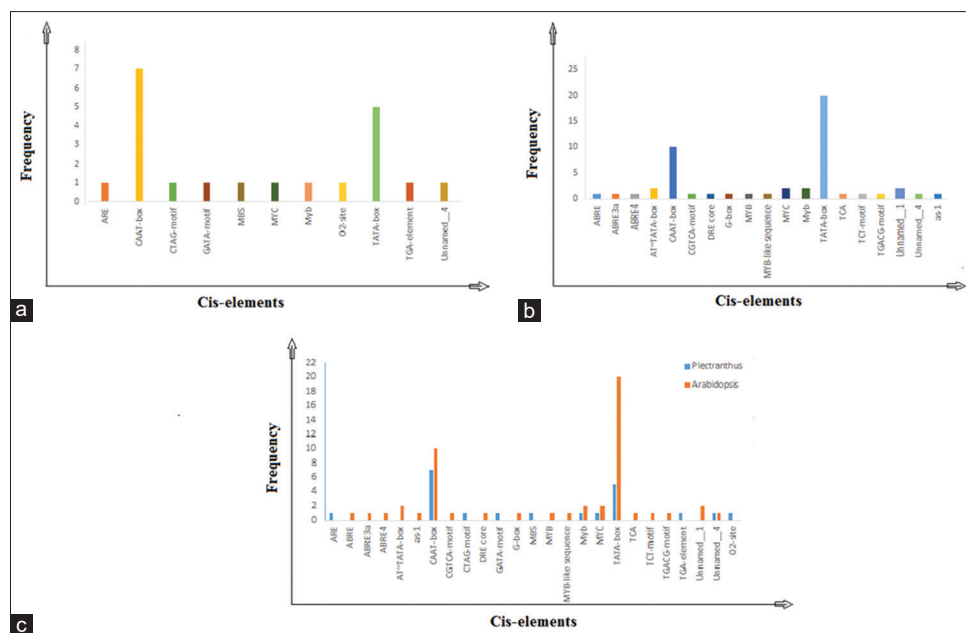 8
7
6
5
4
3
2
1
0
Frequency
ARE
CAAT-box
CTAG-motif
GATA-motif
MBS
MYC
Myb
O2-site
TATA-box
TGA-element
Unnamed__4
Cis-elements
a
25
20
15
10
5
0
Frequency
ABRE
ABRE3a
ABRE4
AT~TATA-box
CAAT-box
CGTCA-motif
DRE core
G-box
MYB
MYB-like sequence
MYC
Myb
TATA-box
TCA
TCT-motif
TGACG-motif
Unnamed__1
Unnamed__4
as-1
Cis-elements
b
22
20
18
16
14
12
10
8
6
4
2
0
Frequency
Plectranthus
Arabidopsis
ARE
ABRE
ABRE3a
ABRE4
AT~TATA-box
as-1
CAAT-box
CGTCA-motif
CTAG-motif
DRE core
GATA-motif
G-box
MBS
MYB
MYB-like sequence
Myb
MYC
TATA-box
TCA
TCT-motif
TGACG-motif
TGA-element
Unnamed__1
Unnamed__4
O2-site
Cis-elements
c